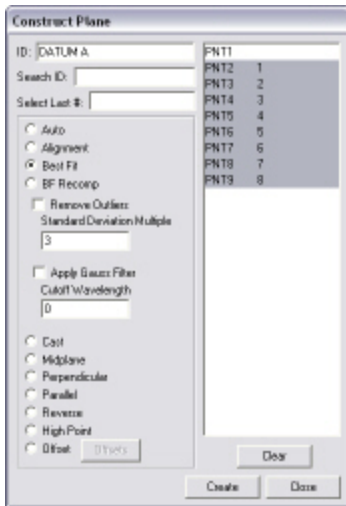 Construct Plane
ID: DATUM A
Search ID:
Select Last #:
Auto
Alignment
Best Fit
BF Recomp
Remove Outliers
Standard Deviation Multiple
3
Apply Gauss Filter
Cutoff Wavelength
0
Cast
Midplane
Perpendicular
Parallel
Reverse
High Point
Offset Offsets
PNT1
PNT2 1
PNT3 2
PNT4 3
PNT5 4
PNT6 5
PNT7 6
PNT8 7
PNT9 8
Clear
Create Close